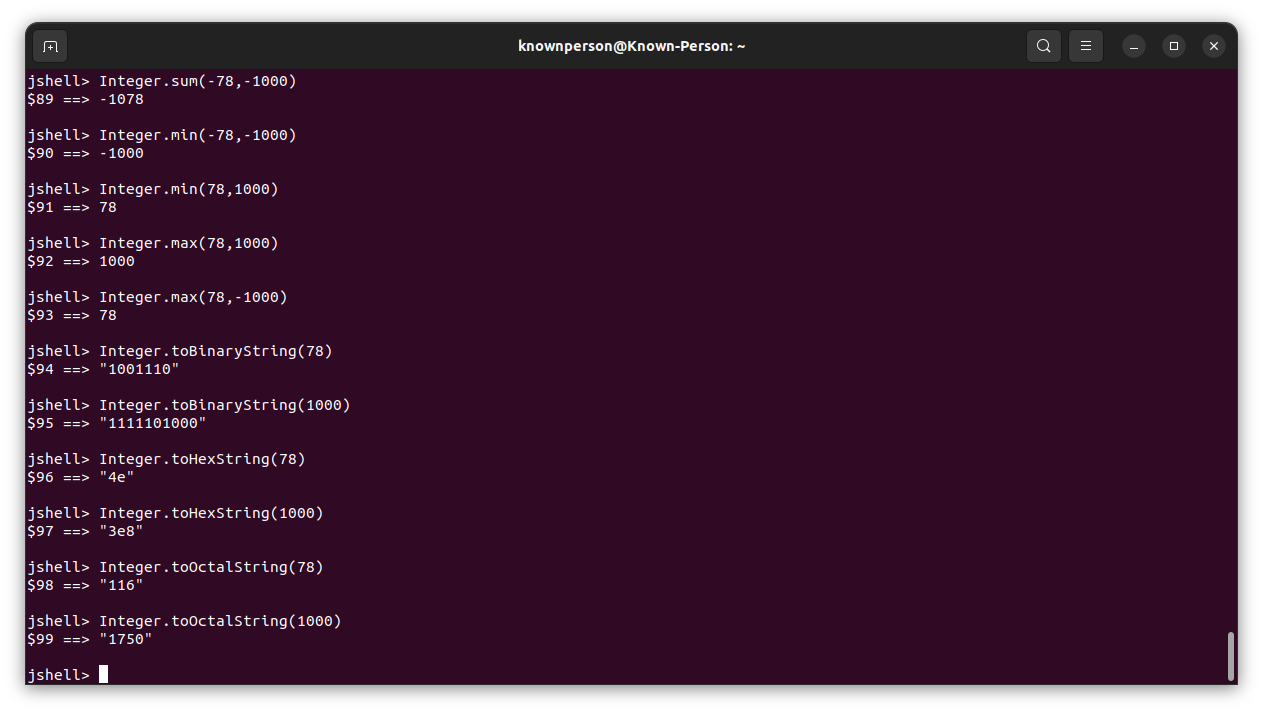 knownperson@Known-Person: ~
jshell> Integer.sum(-78,-1000)
$89 ==> -1078
jshell> Integer.min(-78,-1000)
$90 ==> -1000
jshell> Integer.min(78,1000)
$91 ==> 78
jshell> Integer.max(78,1000)
$92 ==> 1000
jshell> Integer.max(78,-1000)
$93 ==> 78
jshell> Integer.toBinaryString(78)
$94 ==> "1001110"
jshell> Integer.toBinaryString(1000)
$95 ==> "1111101000"
jshell> Integer.toHexString(78)
$96 ==> "4e"
jshell> Integer.toHexString(1000)
$97 ==> "3e8"
jshell> Integer.toOctalString(78)
$98 ==> "116"
jshell> Integer.toOctalString(1000)
$99 ==> "1750"
jshell>